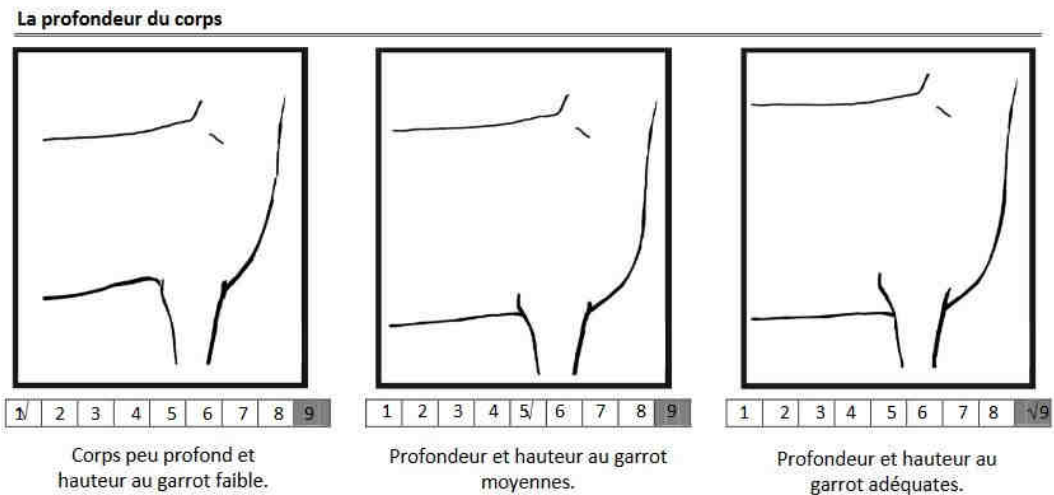 La profondeur du corps
1√ 2 3 4 5 6 7 8 9
1 2 3 4 5√ 6 7 8 9
1 2 3 4 5 6 7 8 √9
Corps peu profond et
hauteur au garrot faible.
Profondeur et hauteur au garrot
moyennes.
Profondeur et hauteur au
garrot adéquates.